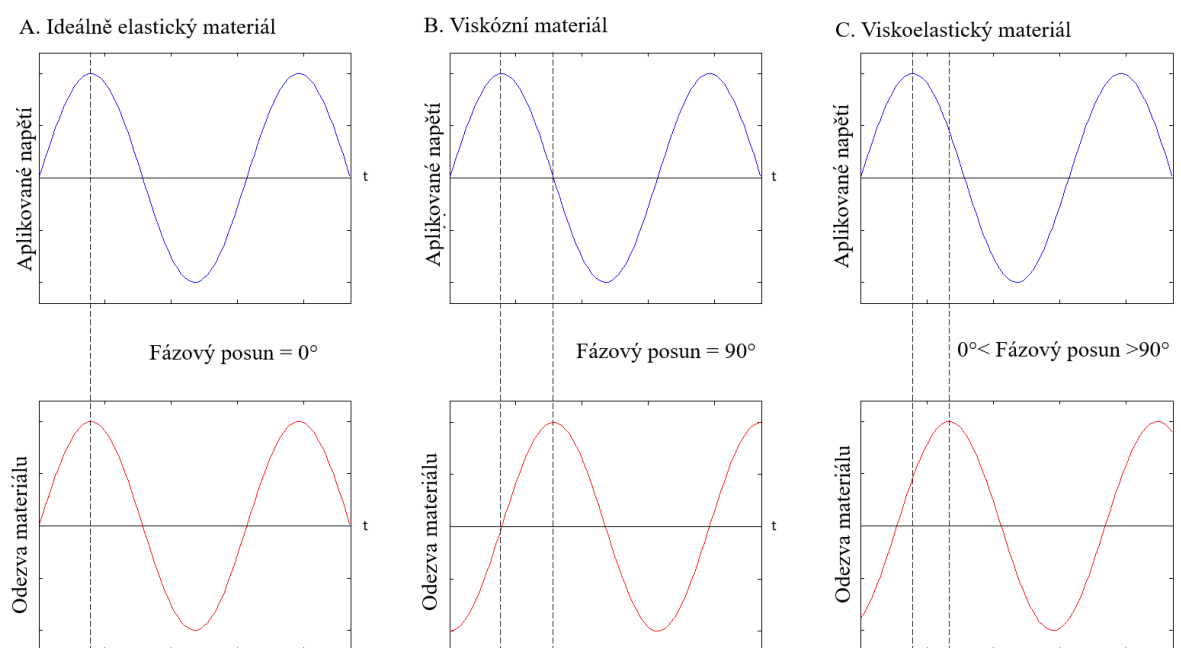 A. Ideálně elastický materiál
B. Viskózní materiál
C. Viskoelastický materiál
Aplikované napětí
t
Aplikované napětí
t
Aplikované napětí
Fázový posun = 0°
Fázový posun = 90°
0°< Fázový posun >90°
Odezva materiálu
t
Odezva materiálu
t
Odezva materiálu